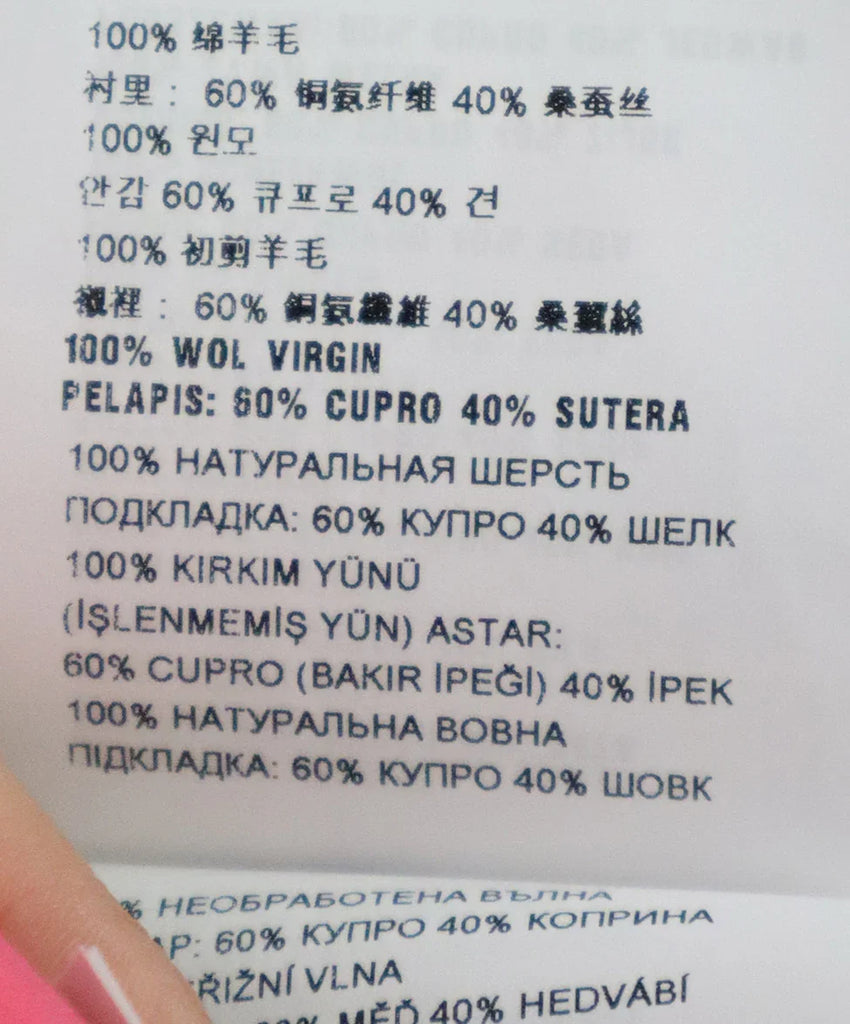 100% 绵羊毛
衬里： 60% 铜氨纤维 40% 桑蚕丝
100% 원모
안감 60% 큐프로 40% 견
100% 初剪羊毛
襯裡： 60% 銅氨纖維 40% 桑蠶絲
100% WOL VIRGIN
PELAPIS: 60% CUPRO 40% SUTERA
100% НАТУРАЛЬНАЯ ШЕРСТЬ
ПОДКЛАДКА: 60% КУПРО 40% ШЕЛК
100% KIRKIM YÜNÜ
(İŞLENMEMİŞ YÜN) ASTAR:
60% CUPRO (BAKIR İPEĞİ) 40% İPEK
100% НАТУРАЛЬНА ВОВНА
ПІДКЛАДКА: 60% КУПРО 40% ШОВК
% НЕОБРАБОТЕНА ВЪЛНА
АР: 60% КУПРО 40% КОПРИНА
ŘIŽNÍ VLNA
% MĚĎ 40% HEDVÁBÍ